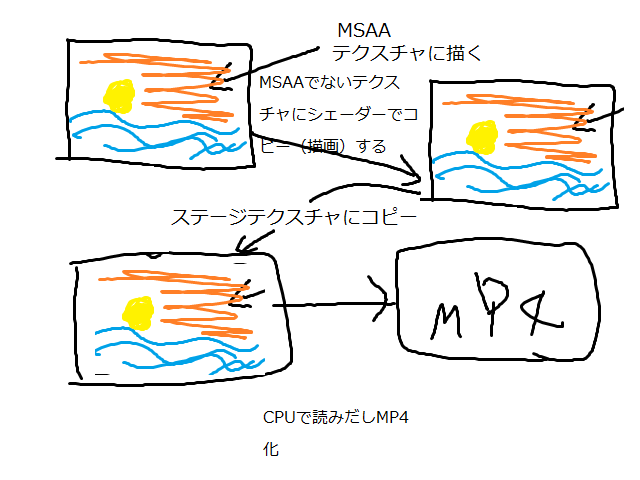 MSAA
テクスチャに描く
MSAAでないテクス
チャにシェーダーでコ
ピー（描画）する
ステージテクスチャにコピー
MP4
CPUで読みだしMP4
化